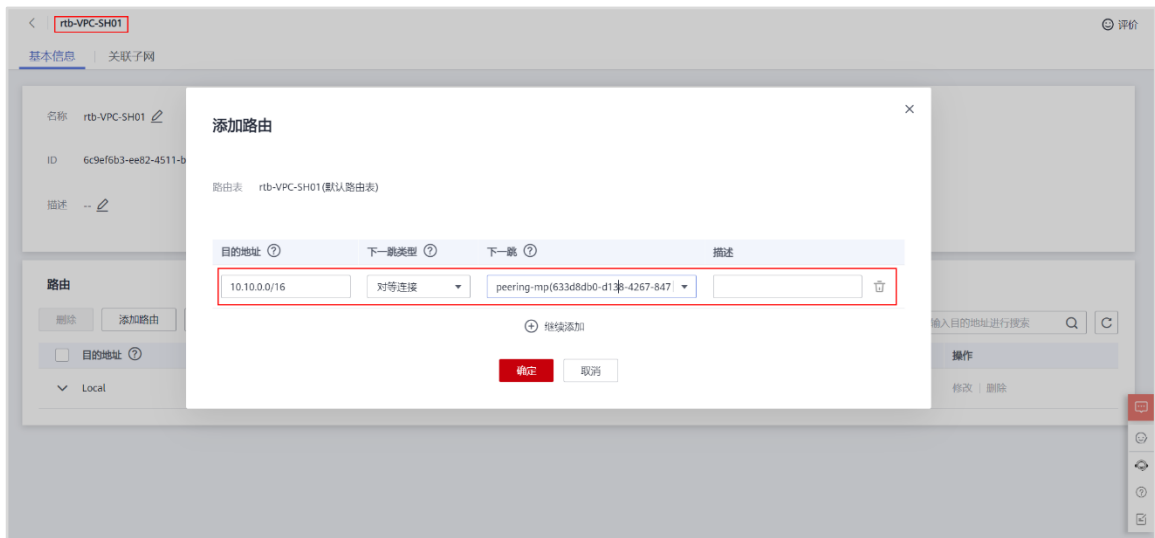 rtb-VPC-SH01
评价
基本信息 | 关联子网
名称 rtb-VPC-SH01
ID 6c9ef6b3-ee82-4511-b
描述 --
添加路由
路由表 rtb-VPC-SH01(默认路由表)
目的地址 下一跳类型 下一跳 描述
10.10.0.0/16 对等连接 peering-mp(633d8db0-d138-4267-847
继续添加
确定 取消
路由
删除 添加路由 输入目的地址进行搜索
目的地址 操作
Local 修改 | 删除